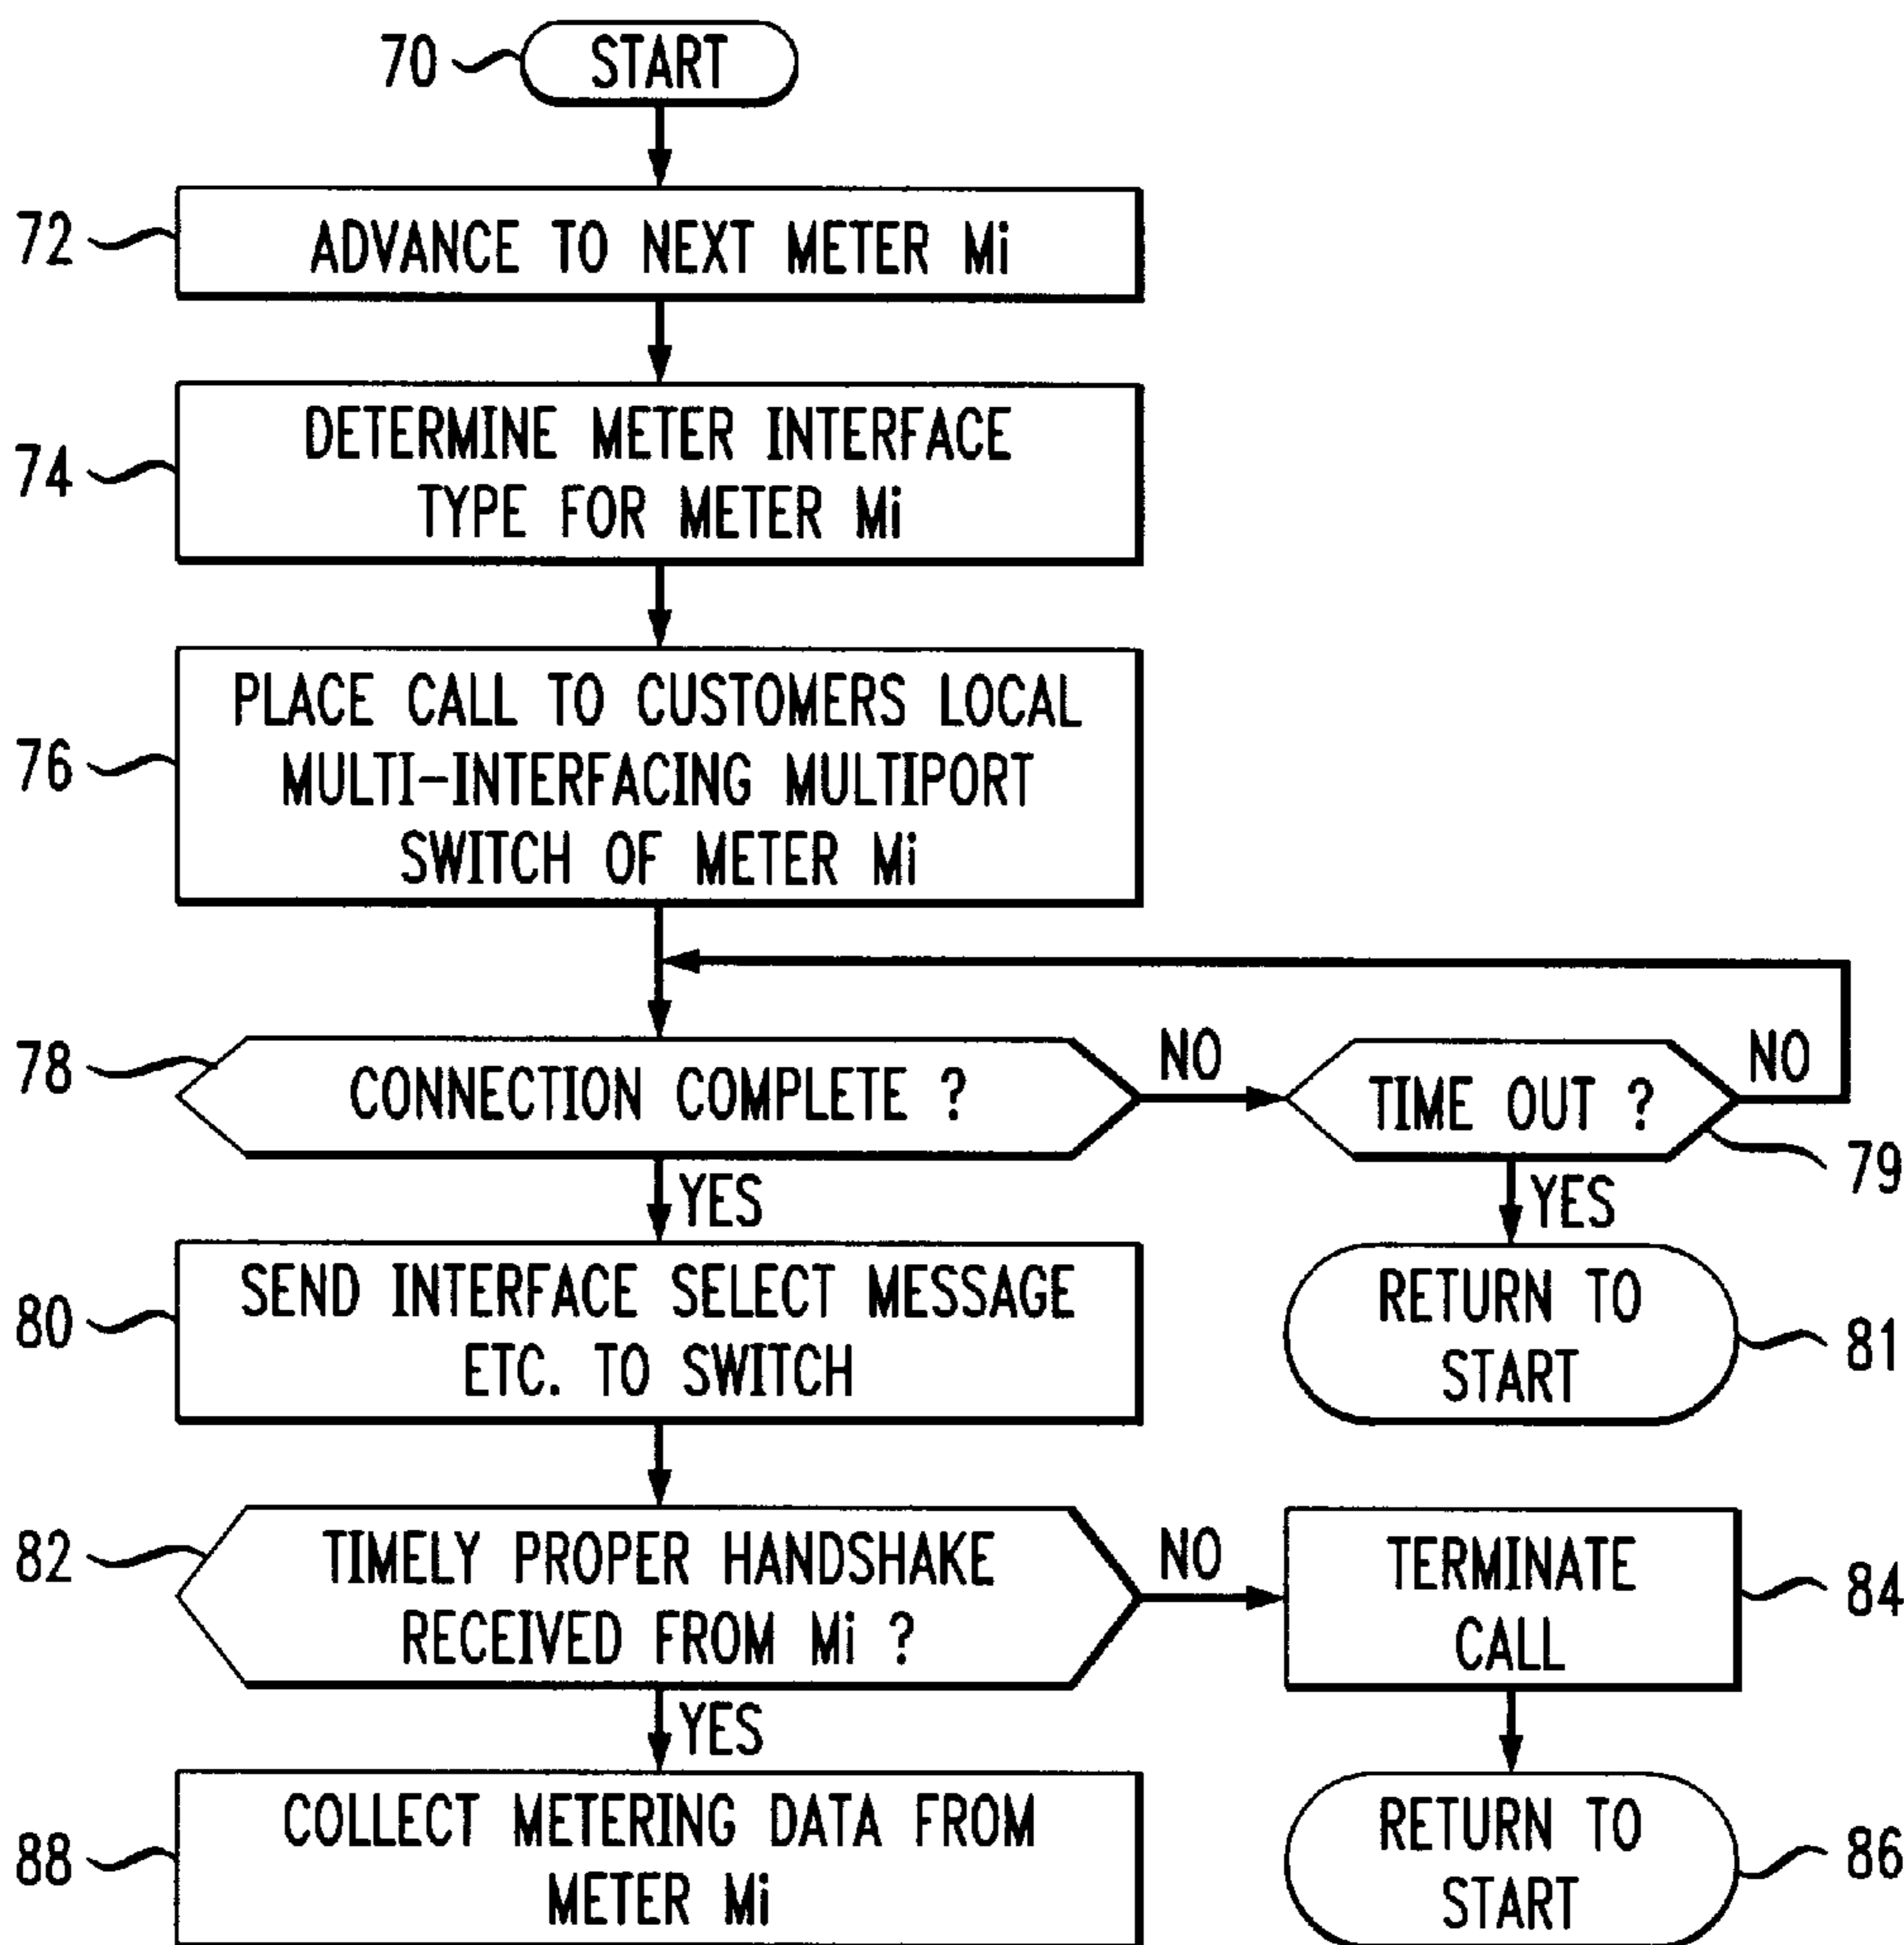 70
START
72
ADVANCE TO NEXT METER Mi
74
DETERMINE METER INTERFACE
TYPE FOR METER Mi
76
PLACE CALL TO CUSTOMERS LOCAL
MULTI-INTERFACING MULTIPORT
SWITCH OF METER Mi
78
CONNECTION COMPLETE ?
NO
TIME OUT ?
NO
79
YES
YES
80
SEND INTERFACE SELECT MESSAGE
ETC. TO SWITCH
RETURN TO
START
81
82
TIMELY PROPER HANDSHAKE
RECEIVED FROM Mi ?
NO
TERMINATE
CALL
84
YES
88
COLLECT METERING DATA FROM
METER Mi
RETURN TO
START
86